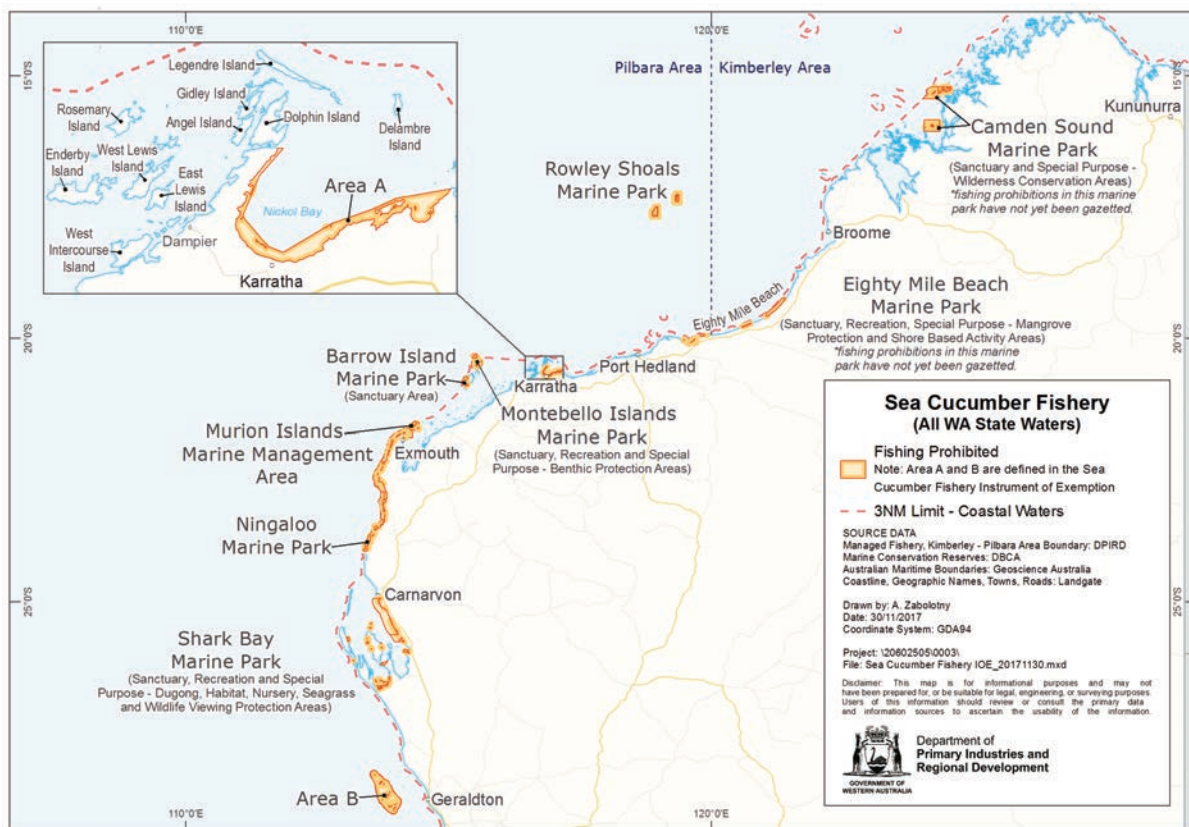 110°E
120°E
15°S
15°S
20°S
20°S
25°S
25°S
110°E
120°E
Legendre Island
Gidley Island
Rosemary
Island
Angel Island
Dolphin Island
Delambre
Island
Enderby
Island
West Lewis
Island
East
Lewis
Island
Area A
Nickol Bay
West
Intercourse
Island
Dampier
Karratha
Pilbara Area
Kimberley Area
Kununurra
Camden Sound
Marine Park
(Sanctuary and Special Purpose -
Wilderness Conservation Areas)
*fishing prohibitions in this marine
park have not yet been gazetted.
Rowley Shoals
Marine Park
Broome
Eighty Mile Beach
Eighty Mile Beach
Marine Park
(Sanctuary, Recreation, Special Purpose - Mangrove
Protection and Shore Based Activity Areas)
*fishing prohibitions in this marine
park have not yet been gazetted.
Barrow Island
Marine Park
(Sanctuary Area)
Karratha
Port Hedland
Montebello Islands
Marine Park
(Sanctuary, Recreation and Special
Purpose - Benthic Protection Areas)
Murion Islands
Marine Management
Area
Exmouth
Ningaloo
Marine Park
Carnarvon
Shark Bay
Marine Park
(Sanctuary, Recreation and Special
Purpose - Dugong, Habitat, Nursery, Seagrass
and Wildlife Viewing Protection Areas)
Area B
Geraldton
Sea Cucumber Fishery
(All WA State Waters)
Fishing Prohibited
Note: Area A and B are defined in the Sea
Cucumber Fishery Instrument of Exemption
3NM Limit - Coastal Waters
SOURCE DATA
Managed Fishery, Kimberley - Pilbara Area Boundary: DPIRD
Marine Conservation Reserves: DBCA
Australian Maritime Boundaries: Geoscience Australia
Coastline, Geographic Names, Towns, Roads: Landgate
Drawn by: A. Zabolotny
Date: 30/11/2017
Coordinate System: GDA94
Project: \20602505\0003\
File: Sea Cucumber Fishery IOE_20171130.mxd
Disclaimer: This map is for informational purposes and may not
have been prepared for, or be suitable for legal, engineering, or surveying purposes.
Users of this information should review or consult the primary data
and information sources to ascertain the usability of the information.
GOVERNMENT OF
WESTERN AUSTRALIA
Department of
Primary Industries and
Regional Development